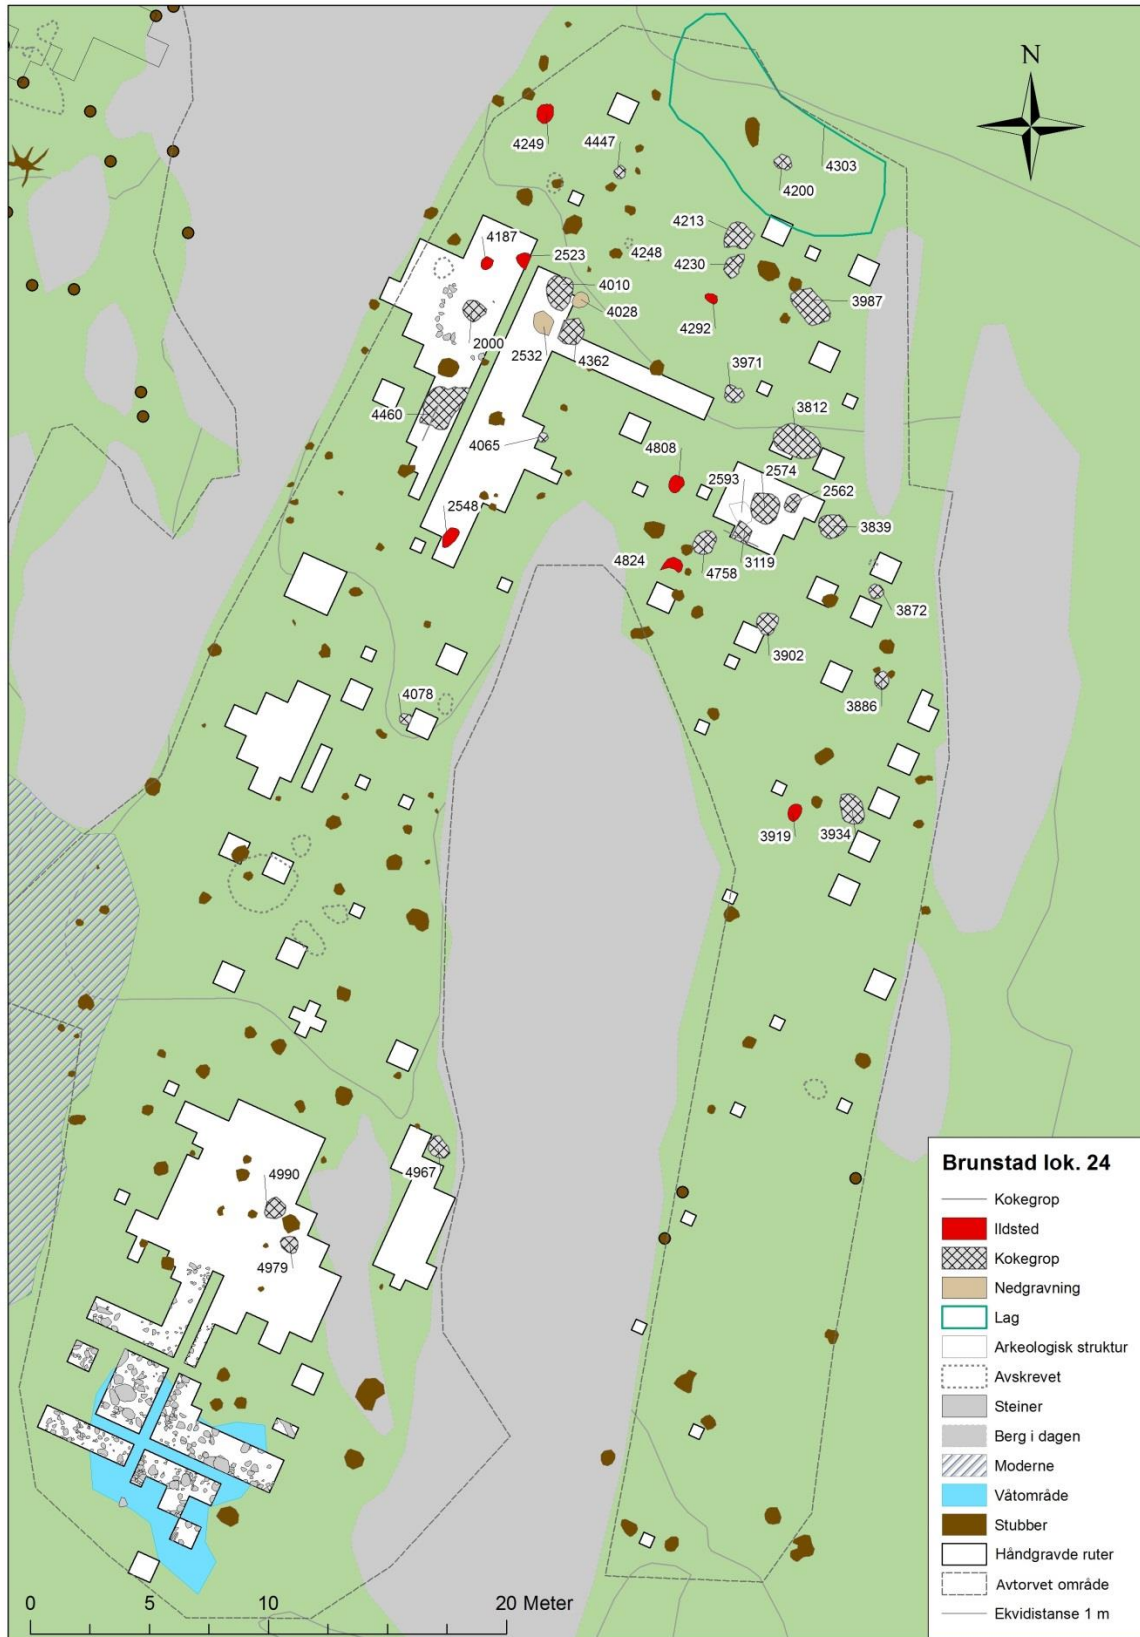 N
4249
4447
4303
4200
4213
4187
2523
4248
4230
4010
4028
3987
4292
2000
2532
4362
3971
4460
3812
4065
4808
2574
2593
2562
2548
3839
4824
4758
3119
3872
3902
4078
3886
3919
3934
4990
4967
4979
Brunstad lok. 24
Kokegrop
Ildsted
Kokegrop
Nedgravning
Lag
Arkeologisk struktur
Avskrevet
Steiner
Berg i dagen
Moderne
Våtområde
Stubber
Håndgravde ruter
Avtorvet område
Ekvidistanse 1 m
0 5 10 20 Meter